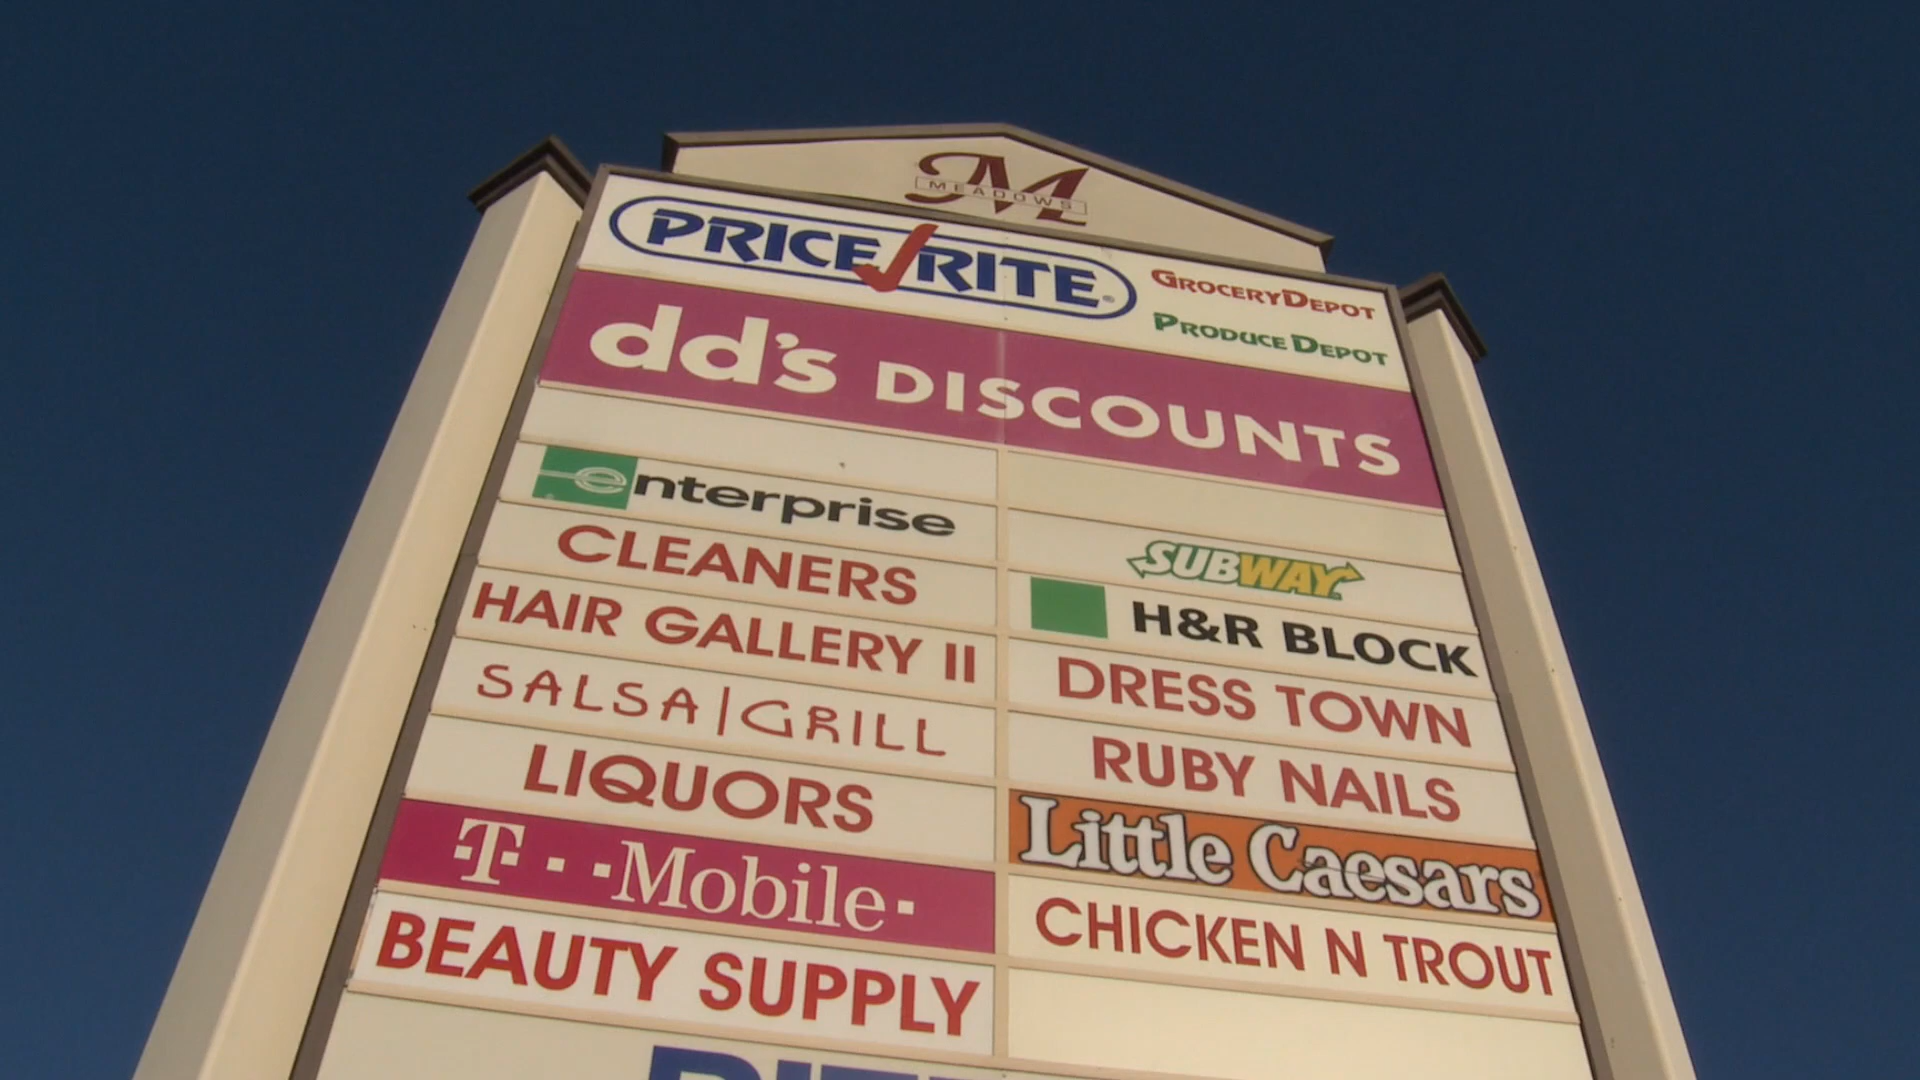 M
MEADOWS
PRICE RITE®
GROCERY DEPOT
PRODUCE DEPOT
dd's DISCOUNTS
enterprise
CLEANERS
HAIR GALLERY II
SALSA|GRILL
LIQUORS
T··Mobile·
BEAUTY SUPPLY
SUBWAY
H&R BLOCK
DRESS TOWN
RUBY NAILS
Little Caesars
CHICKEN N TROUT